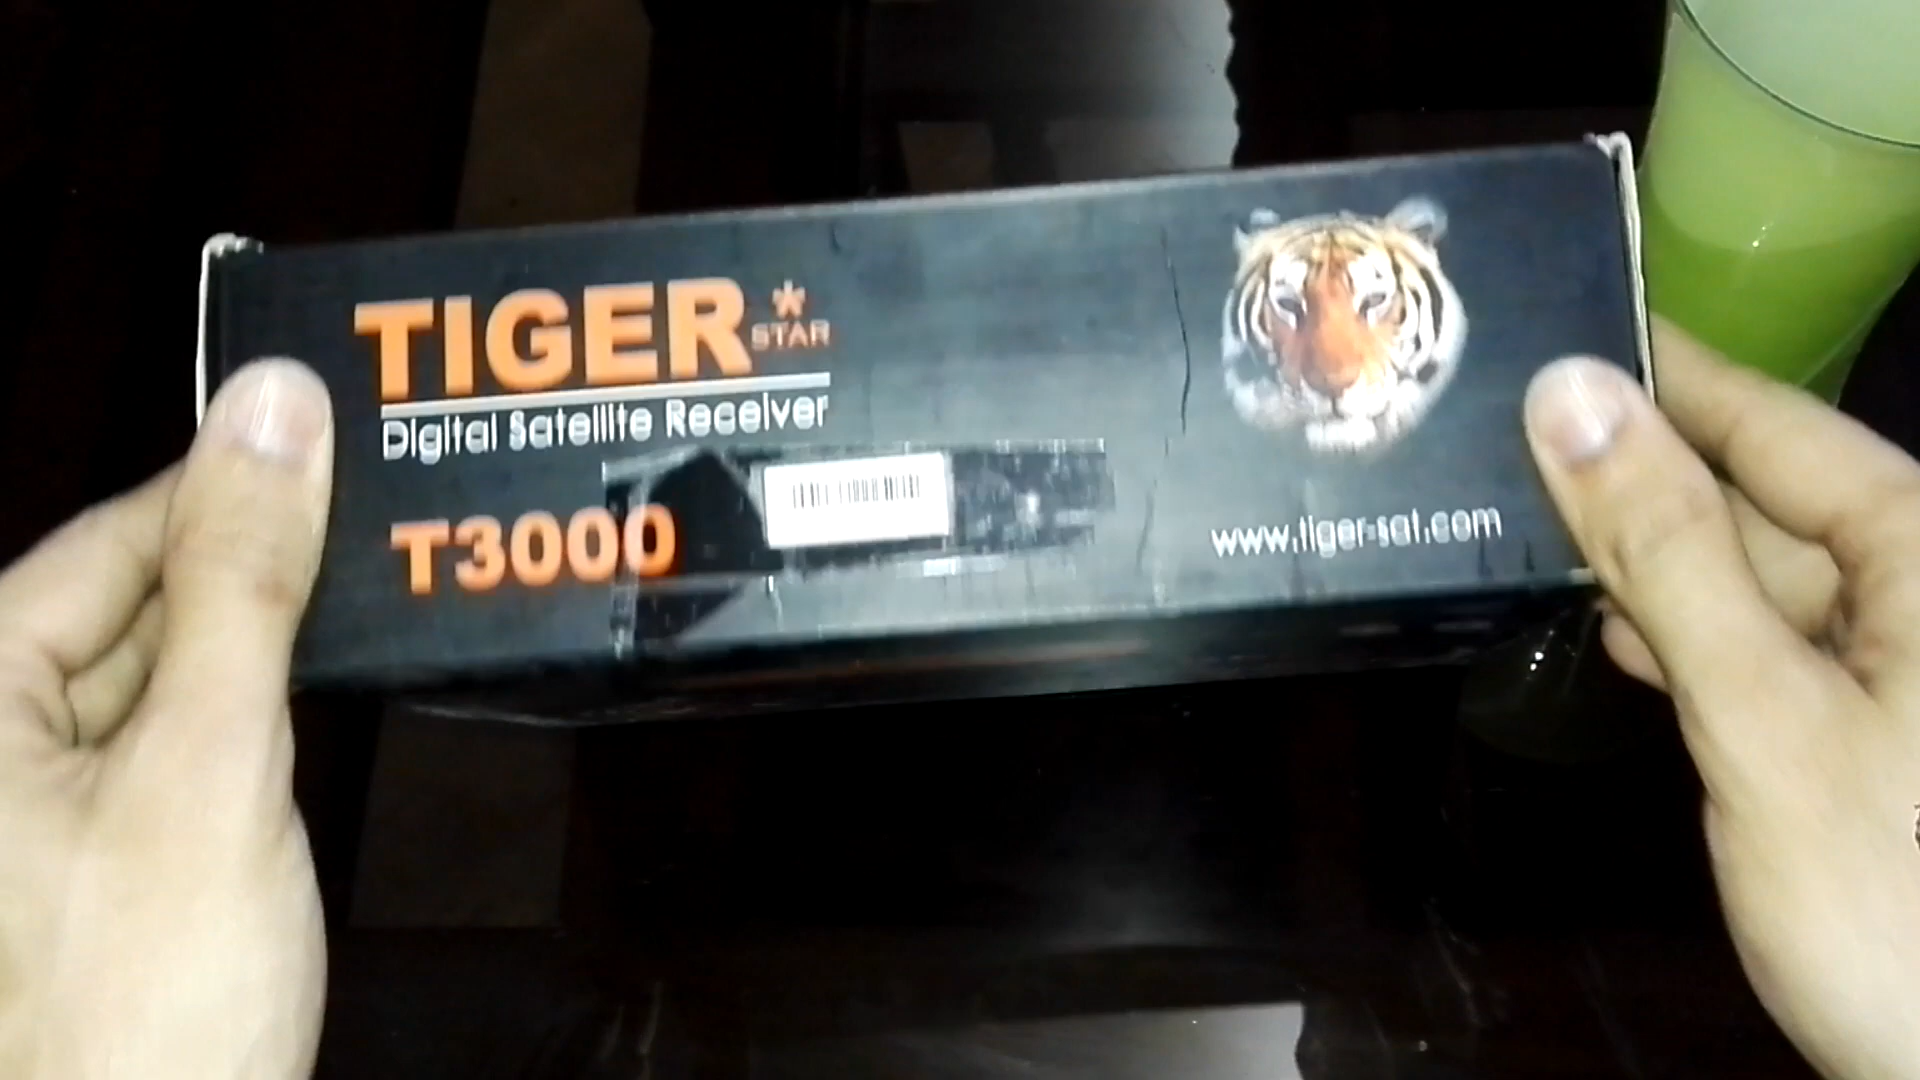 TIGER
* STAR
Digital Satellite Receiver
T3000
www.tiger-sat.com